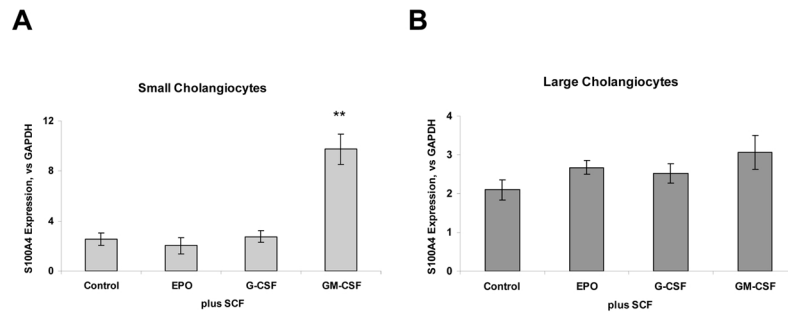 A
Small Cholangiocytes
S100A4 Expression, vs GAPDH
12
8
4
0
**
Control EPO G-CSF GM-CSF
plus SCF
B
Large Cholangiocytes
S100A4 Expression, vs GAPDH
4
3
2
1
0
Control EPO G-CSF GM-CSF
plus SCF